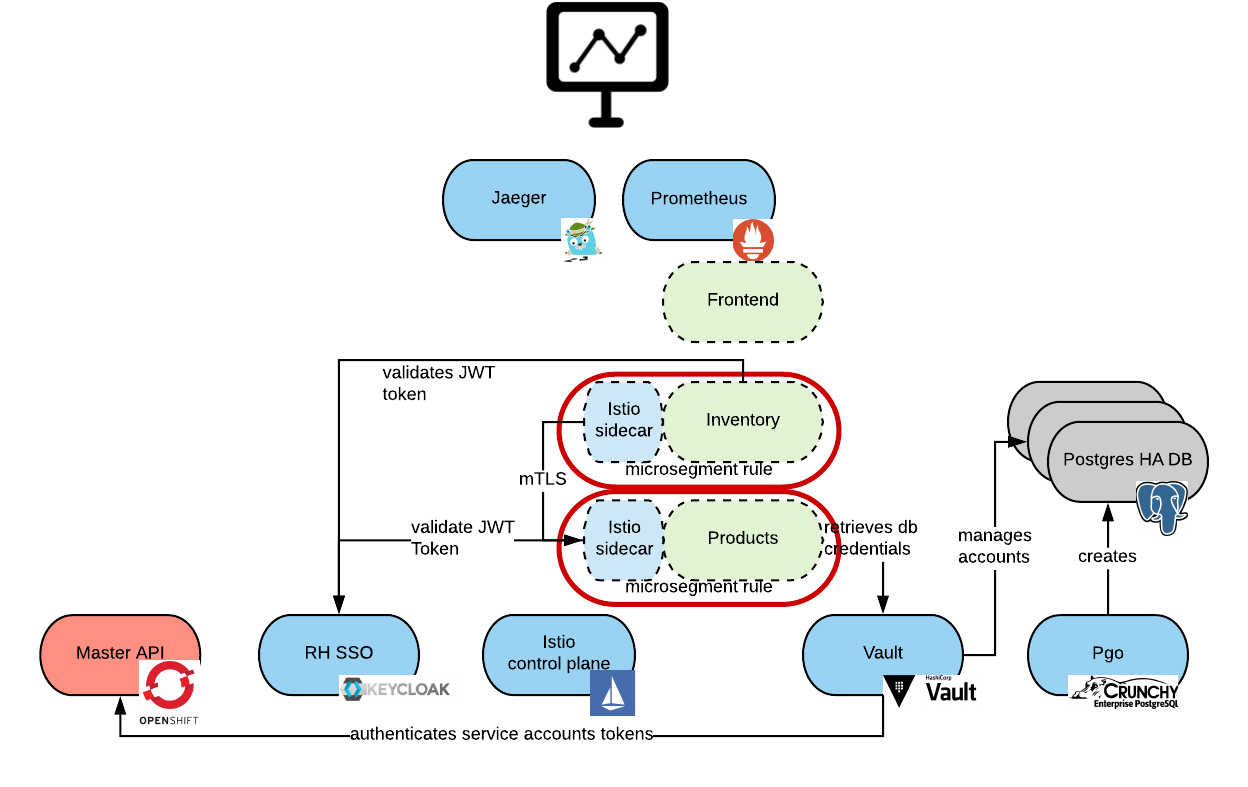 Jaeger
Prometheus
Frontend
validates JWT
token
Istio
sidecar
Inventory
microsegment rule
mTLS
validate JWT
Token
Istio
sidecar
Products
microsegment rule
retrieves db
credentials
manages
accounts
Postgres HA DB
creates
Master API
OPENSHIFT
RH SSO
KEYCLOAK
Istio
control plane
Vault
HashiCorp
Vault
Pgo
CRUNCHY
Enterprise PostgreSQL
authenticates service accounts tokens